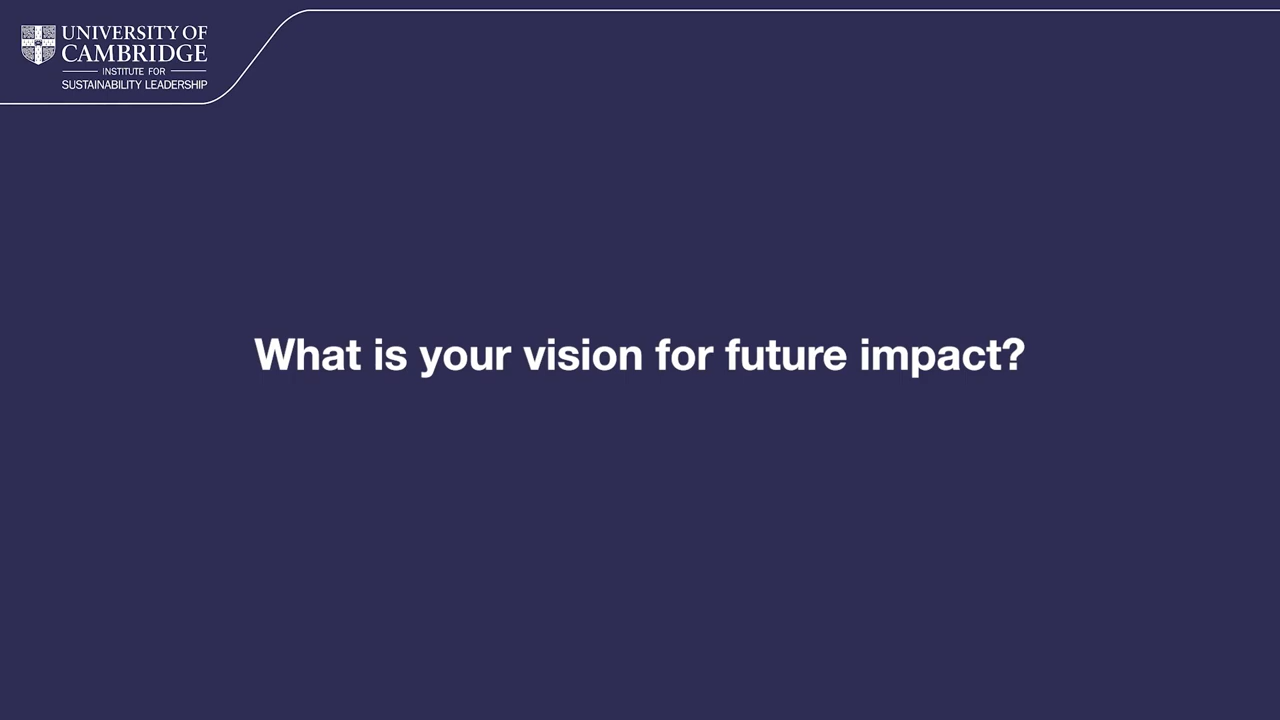 UNIVERSITY OF
CAMBRIDGE
INSTITUTE FOR
SUSTAINABILITY LEADERSHIP
What is your vision for future impact?